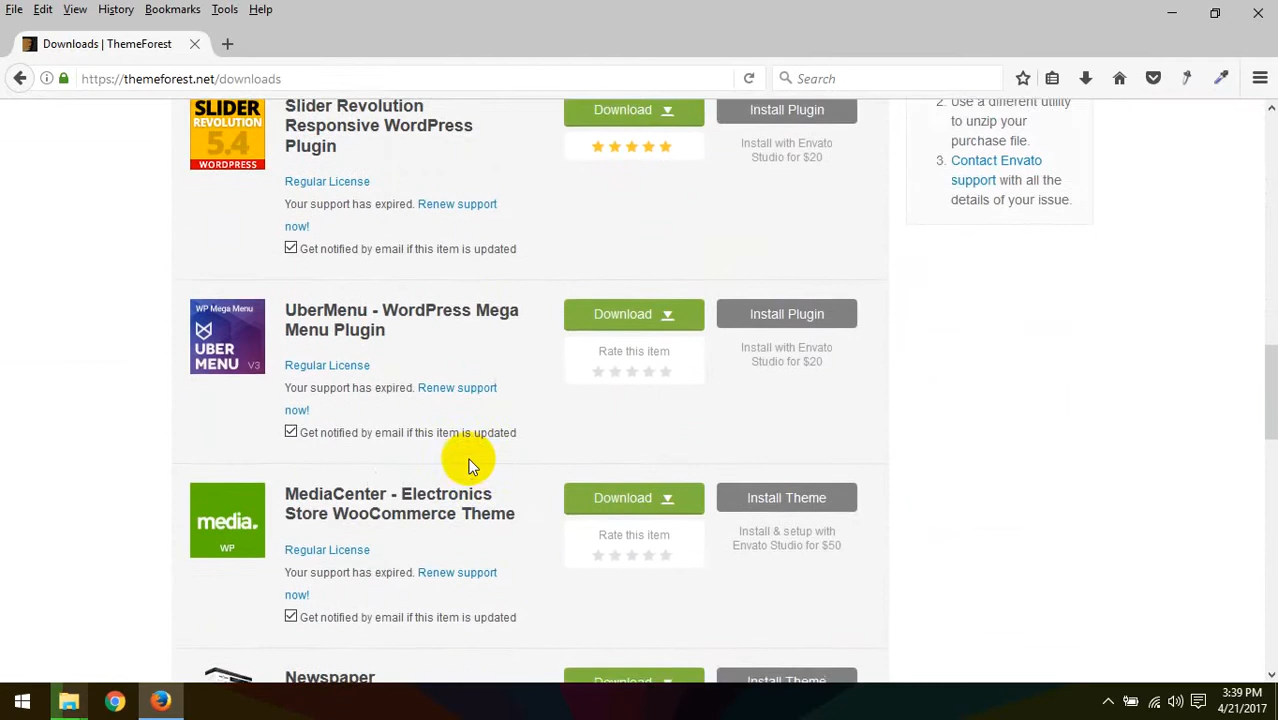 File Edit View History Bookmarks Tools Help
Downloads | ThemeForest
https://themeforest.net/downloads
Search
SLIDER
REVOLUTION
5.4
WORDPRESS
Slider Revolution
Responsive WordPress
Plugin
Regular License
Your support has expired. Renew support
now!
Get notified by email if this item is updated
Download
Install Plugin
Install with Envato
Studio for $20
2. Use a different utility
to unzip your
purchase file.
3. Contact Envato
support with all the
details of your issue.
WP Mega Menu
UBER
MENU V3
UberMenu - WordPress Mega
Menu Plugin
Regular License
Your support has expired. Renew support
now!
Get notified by email if this item is updated
Download
Rate this item
Install Plugin
Install with Envato
Studio for $20
media.
WP
MediaCenter - Electronics
Store WooCommerce Theme
Regular License
Your support has expired. Renew support
now!
Get notified by email if this item is updated
Download
Rate this item
Install Theme
Install & setup with
Envato Studio for $50
Newspaper
Download
Install Theme
3:39 PM
4/21/2017